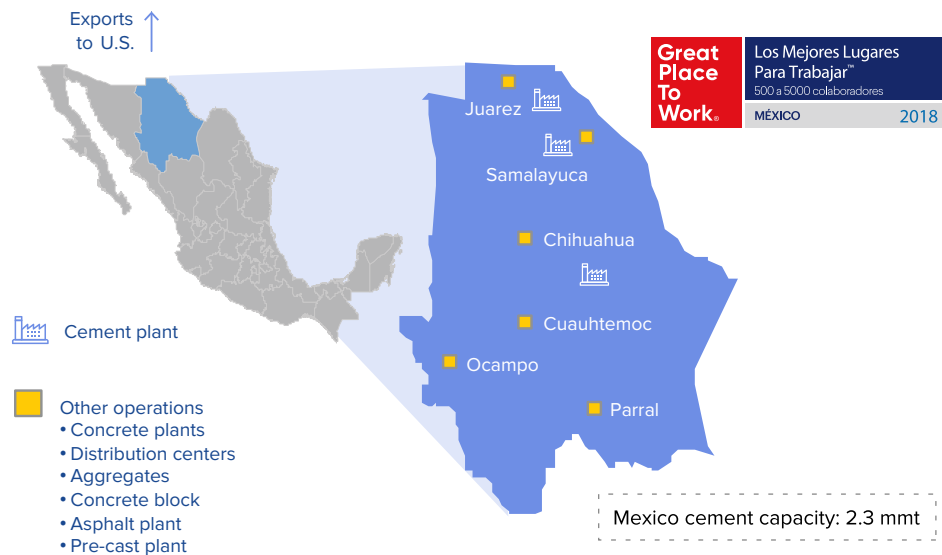 Exports
to U.S.
Great
Place
To
Work®
Los Mejores Lugares
Para Trabajar™
500 a 5000 colaboradores
MÉXICO 2018
Juarez
Samalayuca
Chihuahua
Cuauhtemoc
Ocampo
Parral
Cement plant
Other operations
• Concrete plants
• Distribution centers
• Aggregates
• Concrete block
• Asphalt plant
• Pre-cast plant
Mexico cement capacity: 2.3 mmt